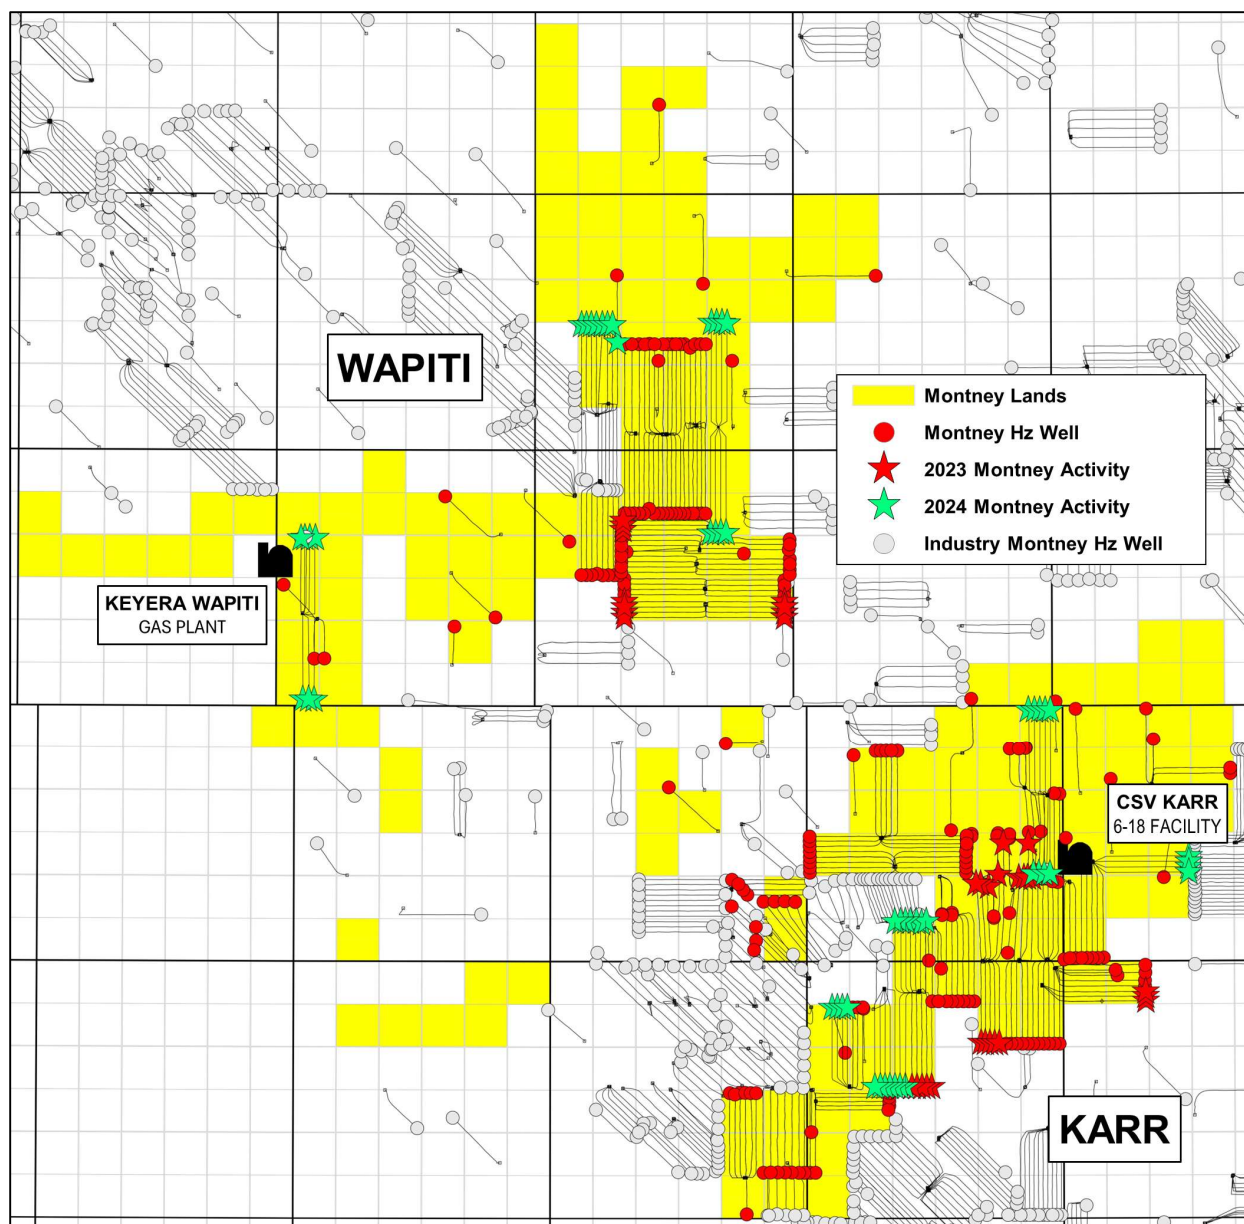 WAPITI
Montney Lands
Montney Hz Well
2023 Montney Activity
2024 Montney Activity
Industry Montney Hz Well
KEYERA WAPITI
GAS PLANT
CSV KARR
6-18 FACILITY
KARR